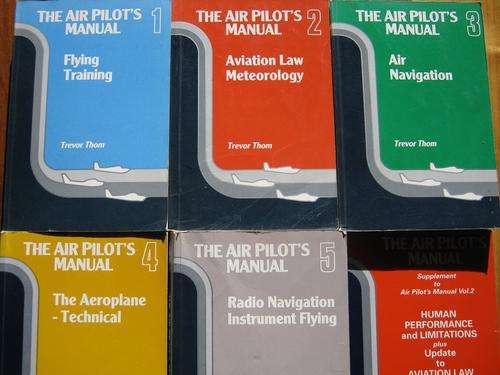 THE AIR PILOT'S
MANUAL 1
Flying
Training
Trevor Thom
THE AIR PILOT'S
MANUAL 2
Aviation Law
Meteorology
Trevor Thom
THE AIR PILOT'S
MANUAL 3
Air
Navigation
Trevor Thom
THE AIR PILOT'S
MANUAL 4
The Aeroplane
- Technical
THE AIR PILOT'S
MANUAL 5
Radio Navigation
Instrument Flying
Supplement
to
Air Pilot's Manual Vol.2
HUMAN
PERFORMANCE
and LIMITATIONS
plus
Update
to
AVIATION LAW